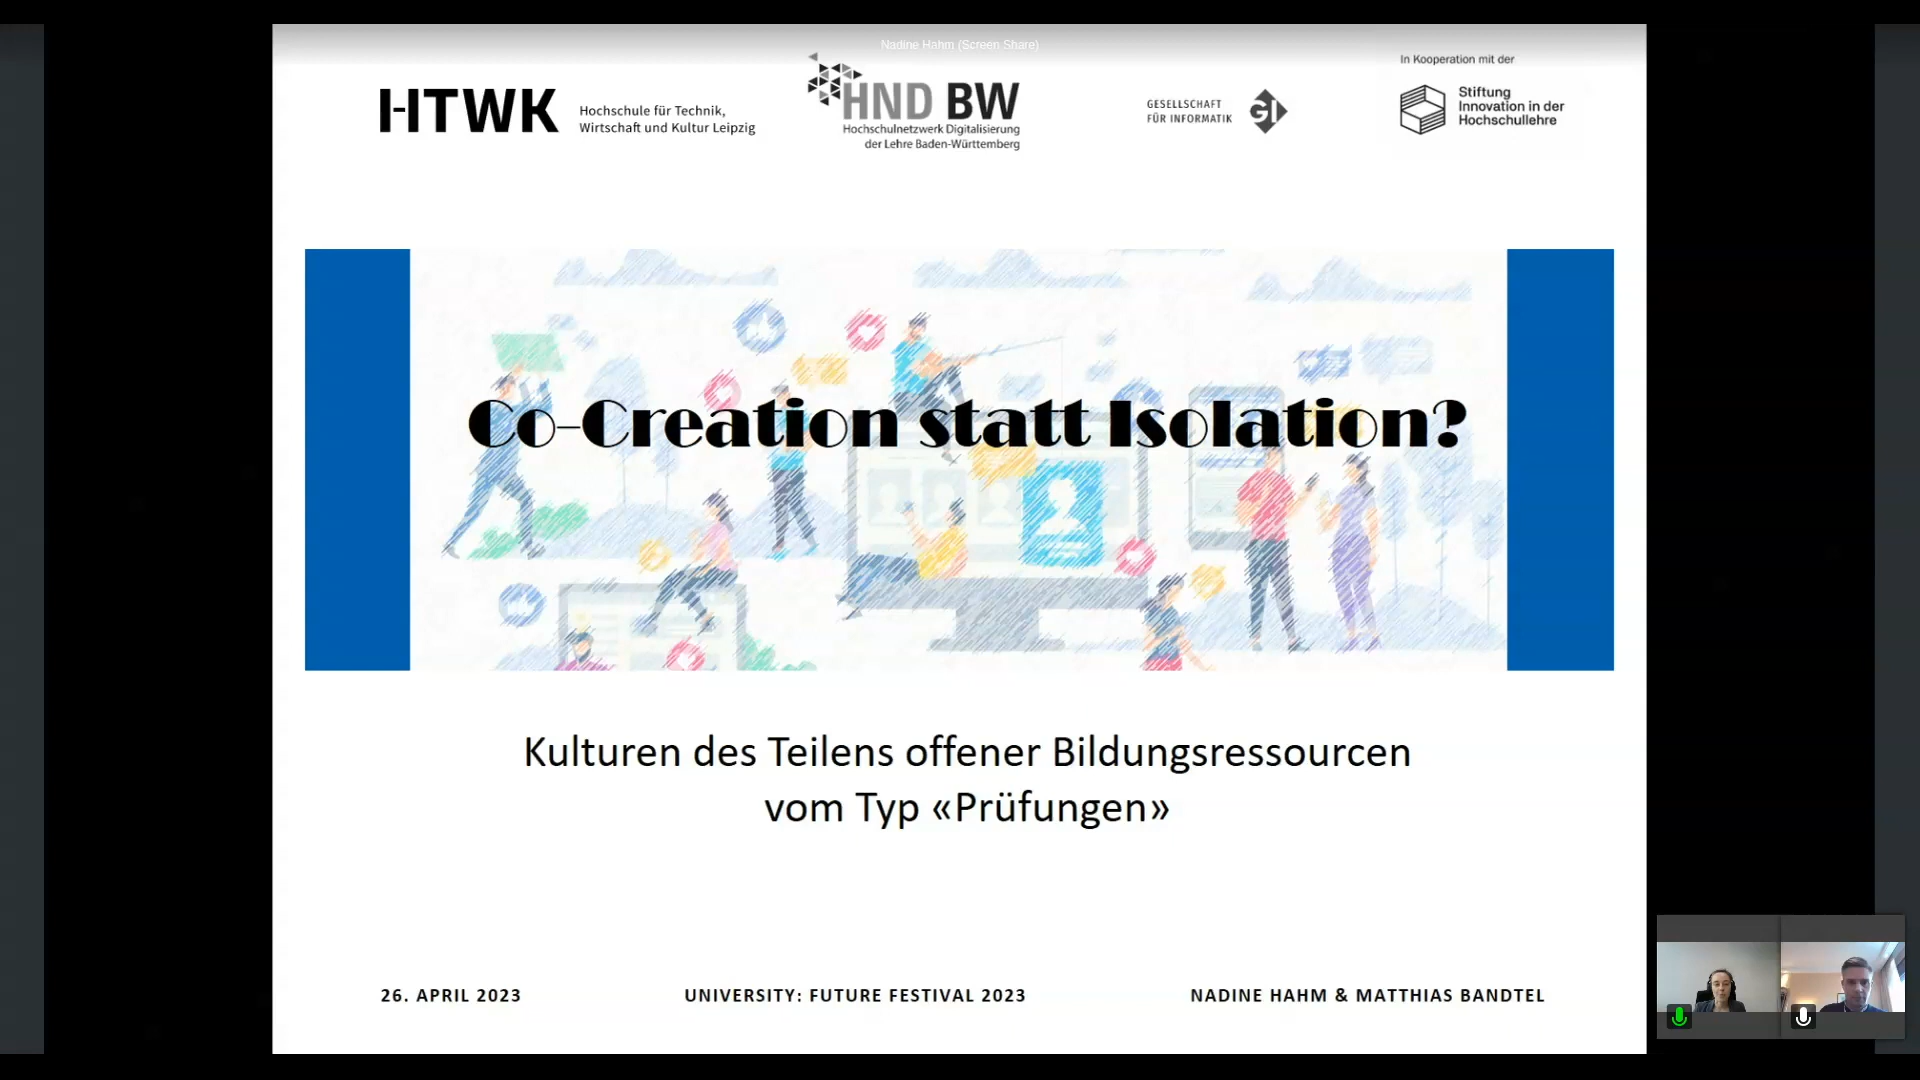 Nadine Hahm (Screen Share)
HTWK
Hochschule für Technik,
Wirtschaft und Kultur Leipzig
HND BW
Hochschulnetzwerk Digitalisierung
der Lehre Baden-Württemberg
GESELLSCHAFT
FÜR INFORMATIK
GI
In Kooperation mit der
Stiftung
Innovation in der
Hochschullehre
Co-Creation statt Isolation?
Kulturen des Teilens offener Bildungsressourcen
vom Typ «Prüfungen»
26. APRIL 2023
UNIVERSITY: FUTURE FESTIVAL 2023
NADINE HAHM & MATTHIAS BANDTEL